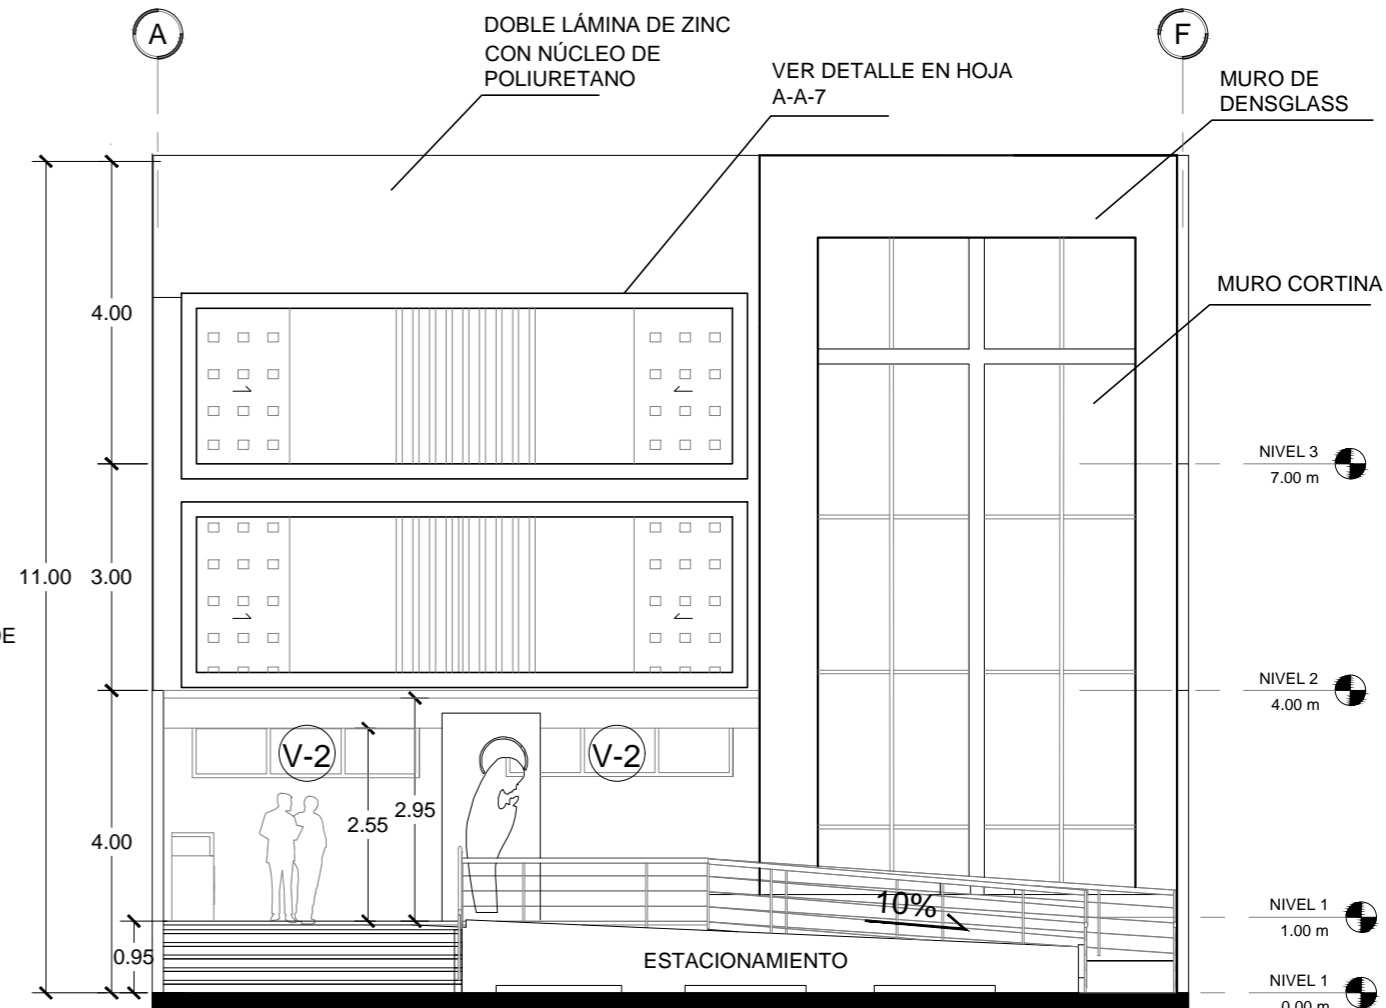 A
F
DOBLE LÁMINA DE ZINC
CON NÚCLEO DE
POLIURETANO
VER DETALLE EN HOJA
A-A-7
MURO DE
DENSGLASS
MURO CORTINA
4.00
NIVEL 3
7.00 m
11.00
3.00
NIVEL 2
4.00 m
V-2
V-2
2.55
2.95
4.00
10%
NIVEL 1
1.00 m
0.95
ESTACIONAMIENTO
NIVEL 1
0.00 m